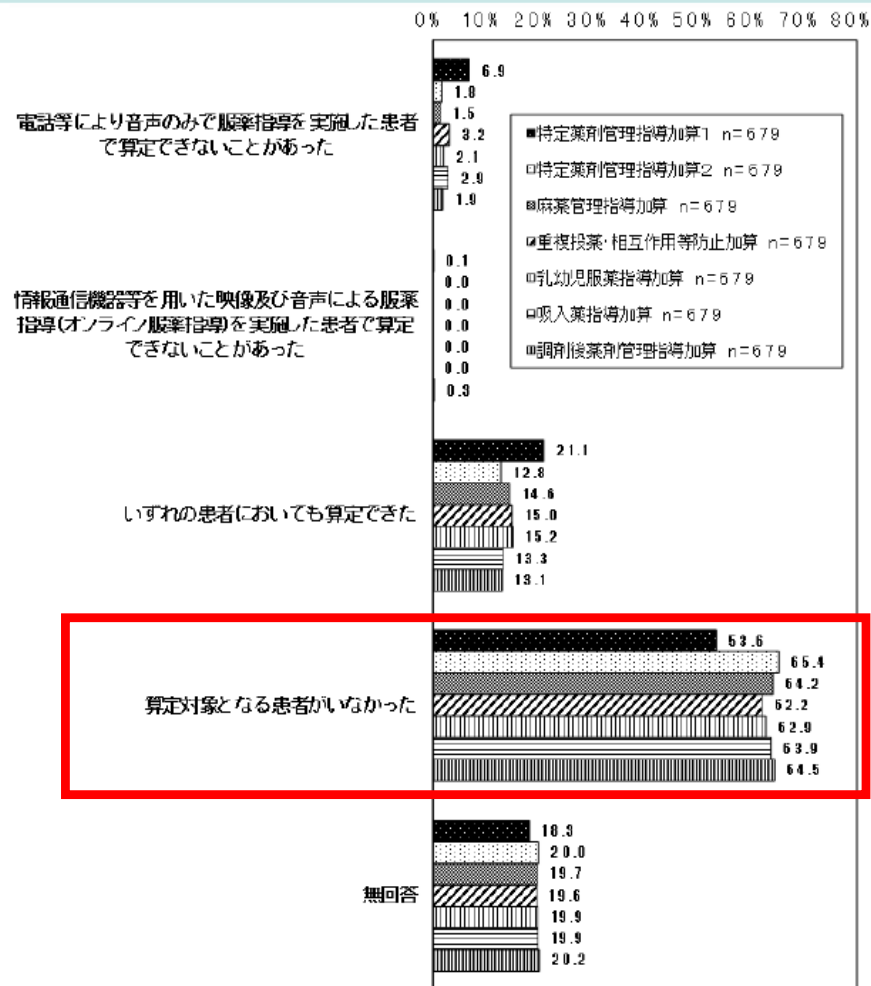 0% 10% 20% 30% 40% 50% 60% 70% 80%
電話等により音声のみで服薬指導を実施した患者
で算定できないことがあった
6.9
1.8
1.5
3.2
2.1
2.9
1.9
特定薬剤管理指導加算1 n=679
特定薬剤管理指導加算2 n=679
麻薬管理指導加算 n=679
重複投薬・相互作用等防止加算 n=679
乳幼児服薬指導加算 n=679
吸入薬指導加算 n=679
調剤後薬剤管理指導加算 n=679
情報通信機器等を用いた映像及び音声による服薬
指導(オンライン服薬指導)を実施した患者で算定
できないことがあった
0.1
0.0
0.0
0.0
0.0
0.0
0.3
いずれの患者においても算定できた
21.1
12.8
14.6
15.0
15.2
13.3
13.1
算定対象となる患者がいなかった
53.6
65.4
64.2
62.2
62.9
63.9
64.5
無回答
18.3
20.0
19.7
19.6
19.9
19.9
20.2